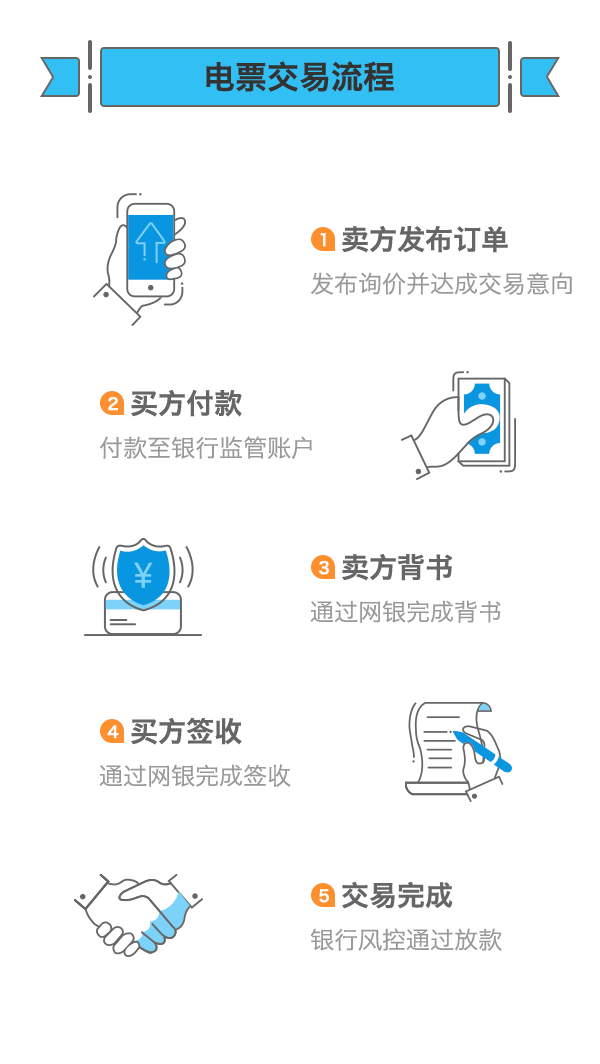 电票交易流程
1 卖方发布订单
发布询价并达成交易意向
2 买方付款
付款至银行监管账户
¥
3 卖方背书
通过网银完成背书
4 买方签收
通过网银完成签收
5 交易完成
银行风控通过放款